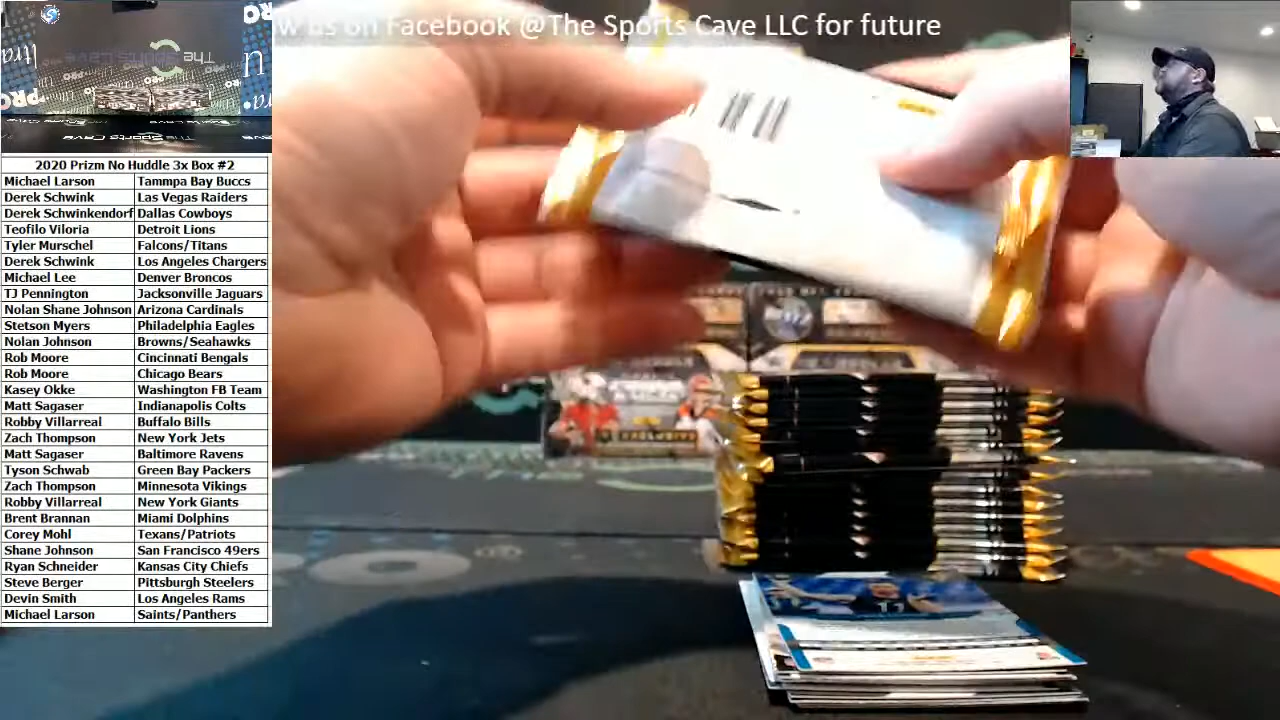 us on Facebook @The Sports Cave LLC for future
The Sports Cave
2020 Prizm No Huddle 3x Box #2
Michael Larson Tammpa Bay Buccs
Derek Schwink Las Vegas Raiders
Derek Schwinkendorf Dallas Cowboys
Teofilo Viloria Detroit Lions
Tyler Murschel Falcons/Titans
Derek Schwink Los Angeles Chargers
Michael Lee Denver Broncos
TJ Pennington Jacksonville Jaguars
Nolan Shane Johnson Arizona Cardinals
Stetson Myers Philadelphia Eagles
Nolan Johnson Browns/Seahawks
Rob Moore Cincinnati Bengals
Rob Moore Chicago Bears
Kasey Okke Washington FB Team
Matt Sagaser Indianapolis Colts
Robby Villarreal Buffalo Bills
Zach Thompson New York Jets
Matt Sagaser Baltimore Ravens
Tyson Schwab Green Bay Packers
Zach Thompson Minnesota Vikings
Robby Villarreal New York Giants
Brent Brannan Miami Dolphins
Corey Mohl Texans/Patriots
Shane Johnson San Francisco 49ers
Ryan Schneider Kansas City Chiefs
Steve Berger Pittsburgh Steelers
Devin Smith Los Angeles Rams
Michael Larson Saints/Panthers